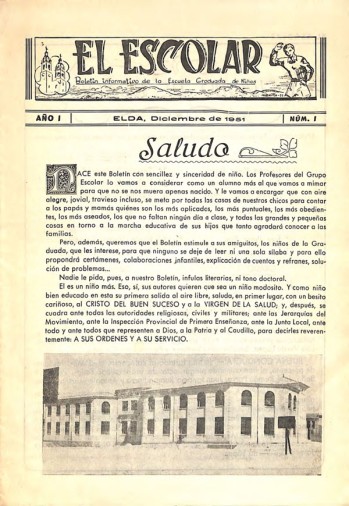 EL ESCOLAR
Boletín informativo de la Escuela Graduada de Niños
AÑO I
ELDA, Diciembre de 1951
NÚM. I
Saludo
NACE este Boletín con sencillez y sinceridad de niño. Los Profesores del Grupo
Escolar lo vamos a considerar como un alumno más al que vamos a mimar
para que no se nos muera apenas nacido. Y le vamos a encargar que con aire
alegre, jovial, travieso incluso, se meta por todas las casas de nuestros chicos para contar
a los papás y mamás quiénes son los más aplicados, los más puntuales, los más obedien-
tes, los más aseados, los que no faltan ningún día a clase, y todas las grandes y pequeñas
cosas en torno a la marcha educativa de sus hijos que tanto agradará conocer a las
familias.
Pero, además, queremos que el Boletín estimule a sus amiguitos, los niños de la Gra-
duada, que les interese, para que ninguno se deje de leer ni una sola sílaba y para ello
propondrá certámenes, colaboraciones infantiles, explicación de cuentos y refranes, solu-
ción de problemas...
Nadie le pida, pues, a nuestro Boletín, ínfulas literarias, ni tono doctoral.
El es un niño más. Eso, sí, sus autores quieren que sea un niño modosito. Y como niño
bien educado en esta su primera salida al aire libre, saluda, en primer lugar, con un besito
cariñoso, al CRISTO DEL BUEN SUCESO y a la VIRGEN DE LA SALUD; y, después, se
cuadra ante todas las autoridades religiosas, civiles y militares; ante las Jerarquías del
Movimiento, ante la Inspección Provincial de Primera Enseñanza, ante la Junta Local, ante
todo y ante todos que representen a Dios, a la Patria y al Caudillo, para decirles reveren-
temente: A SUS ORDENES Y A SU SERVICIO.